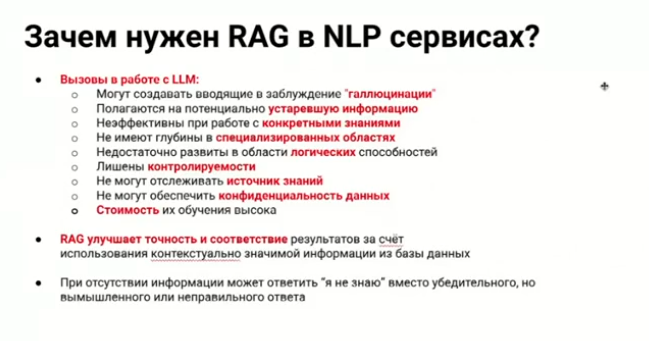 Зачем нужен RAG в NLP сервисах?
● Вызовы в работе с LLM:
○ Могут создавать вводящие в заблуждение "галлюцинации"
○ Полагаются на потенциально устаревшую информацию
○ Неэффективны при работе с конкретными знаниями
○ Не имеют глубины в специализированных областях
○ Недостаточно развиты в области логических способностей
○ Лишены контролируемости
○ Не могут отслеживать источник знаний
○ Не могут обеспечить конфиденциальность данных
○ Стоимость их обучения высока
● RAG улучшает точность и соответствие результатов за счёт
использования контекстуально значимой информации из базы данных
● При отсутствии информации может ответить "я не знаю" вместо убедительного, но
вымышленного или неправильного ответа